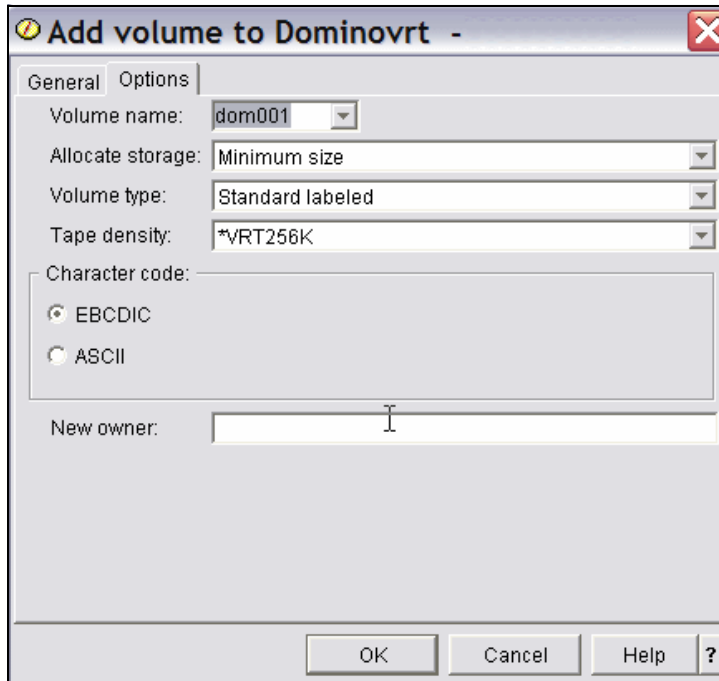 Add volume to Dominovrt -
General Options
Volume name: dom001
Allocate storage: Minimum size
Volume type: Standard labeled
Tape density: *VRT256K
Character code:
EBCDIC
ASCII
New owner:
OK Cancel Help ?